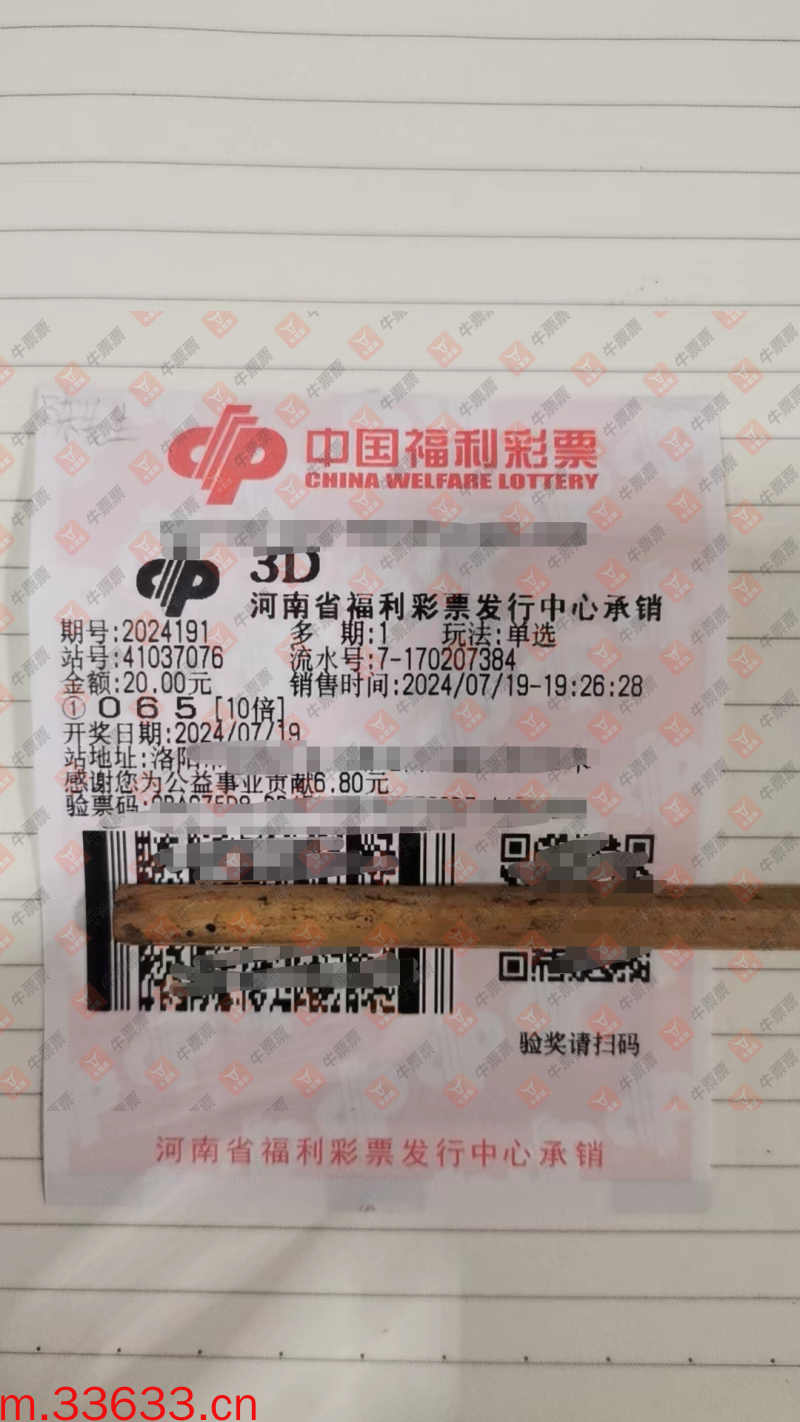 中国福利彩票
CHINA WELFARE LOTTERY
3D
河南省福利彩票发行中心承销
期号:2024191 多 期:1 玩法:单选
站号:41037076 流水号:7-170207384
金额:20.00元 销售时间:2024/07/19-19:26:28
① 0 6 5 [10倍]
开奖日期:2024/07/19
站地址:洛阳
感谢您为公益事业贡献6.80元
验票码:
验奖请扫码
河南省福利彩票发行中心承销
牛票票
m.33633.cn